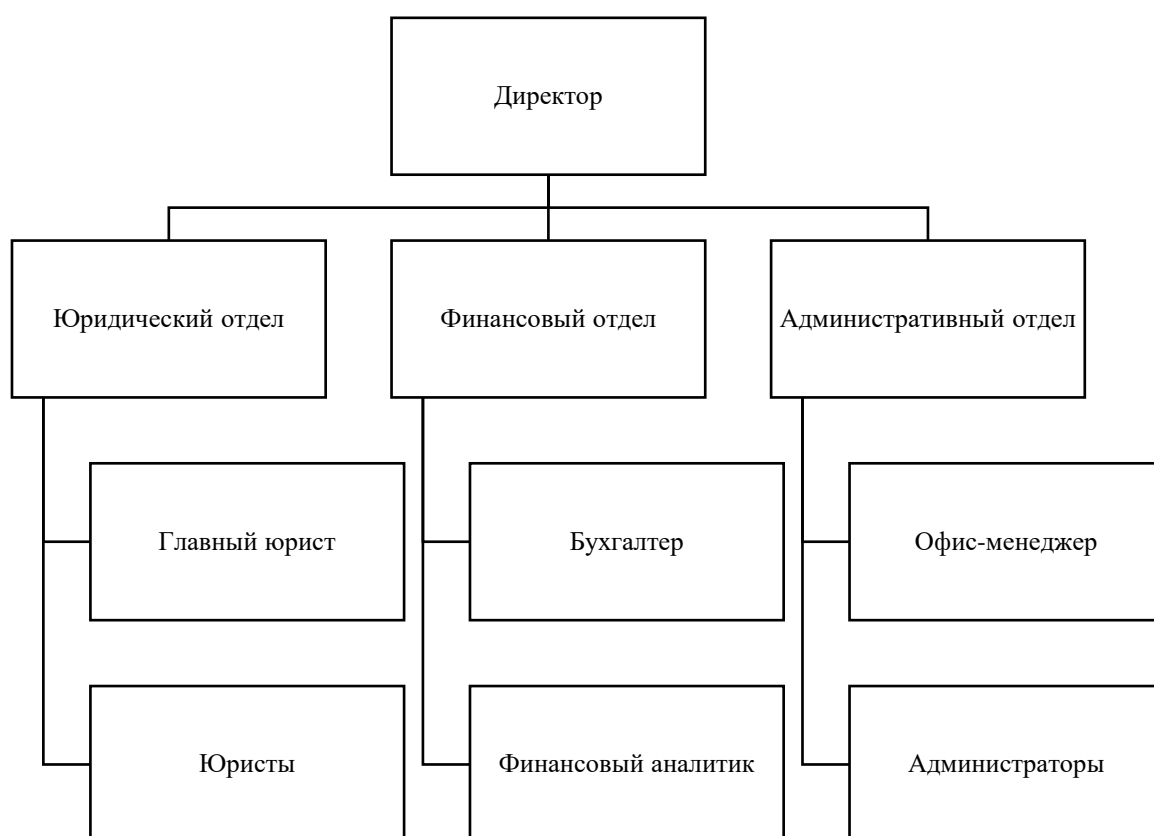 Директор
Юридический отдел
Финансовый отдел
Административный отдел
Главный юрист
Бухгалтер
Офис-менеджер
Юристы
Финансовый аналитик
Администраторы